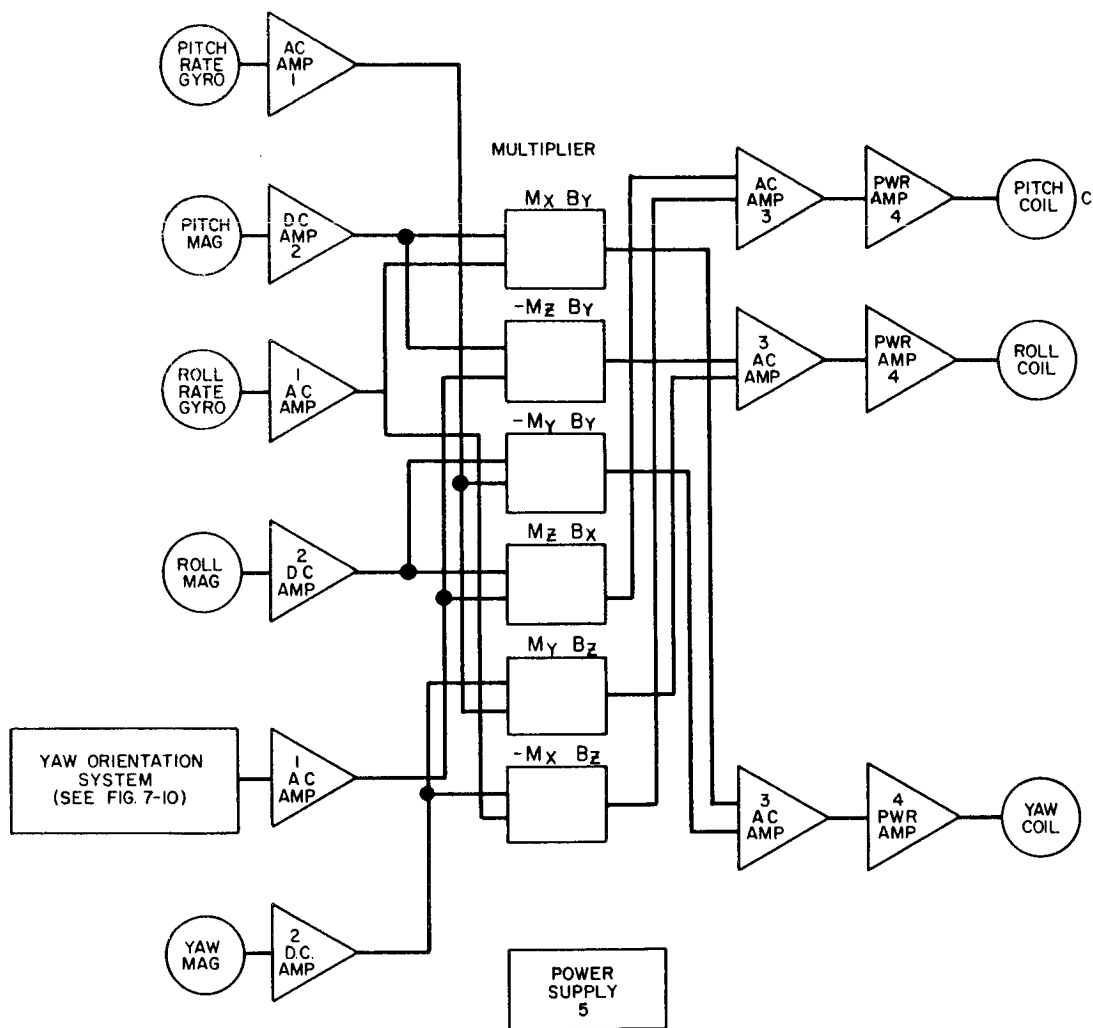 PITCH
RATE
GYRO
AC
AMP
1
MULTIPLIER
PITCH
MAG
DC
AMP
2
MX BY
AC
AMP
3
PWR
AMP
4
PITCH
COIL
C
-MZ BY
ROLL
RATE
GYRO
1
AC
AMP
3
AC
AMP
PWR
AMP
4
ROLL
COIL
-MY BY
ROLL
MAG
2
DC
AMP
MZ BX
MY BZ
YAW ORIENTATION
SYSTEM
(SEE FIG. 7-10)
1
AC
AMP
-MX BZ
3
AC
AMP
4
PWR
AMP
YAW
COIL
YAW
MAG
2
D.C.
AMP
POWER
SUPPLY
5